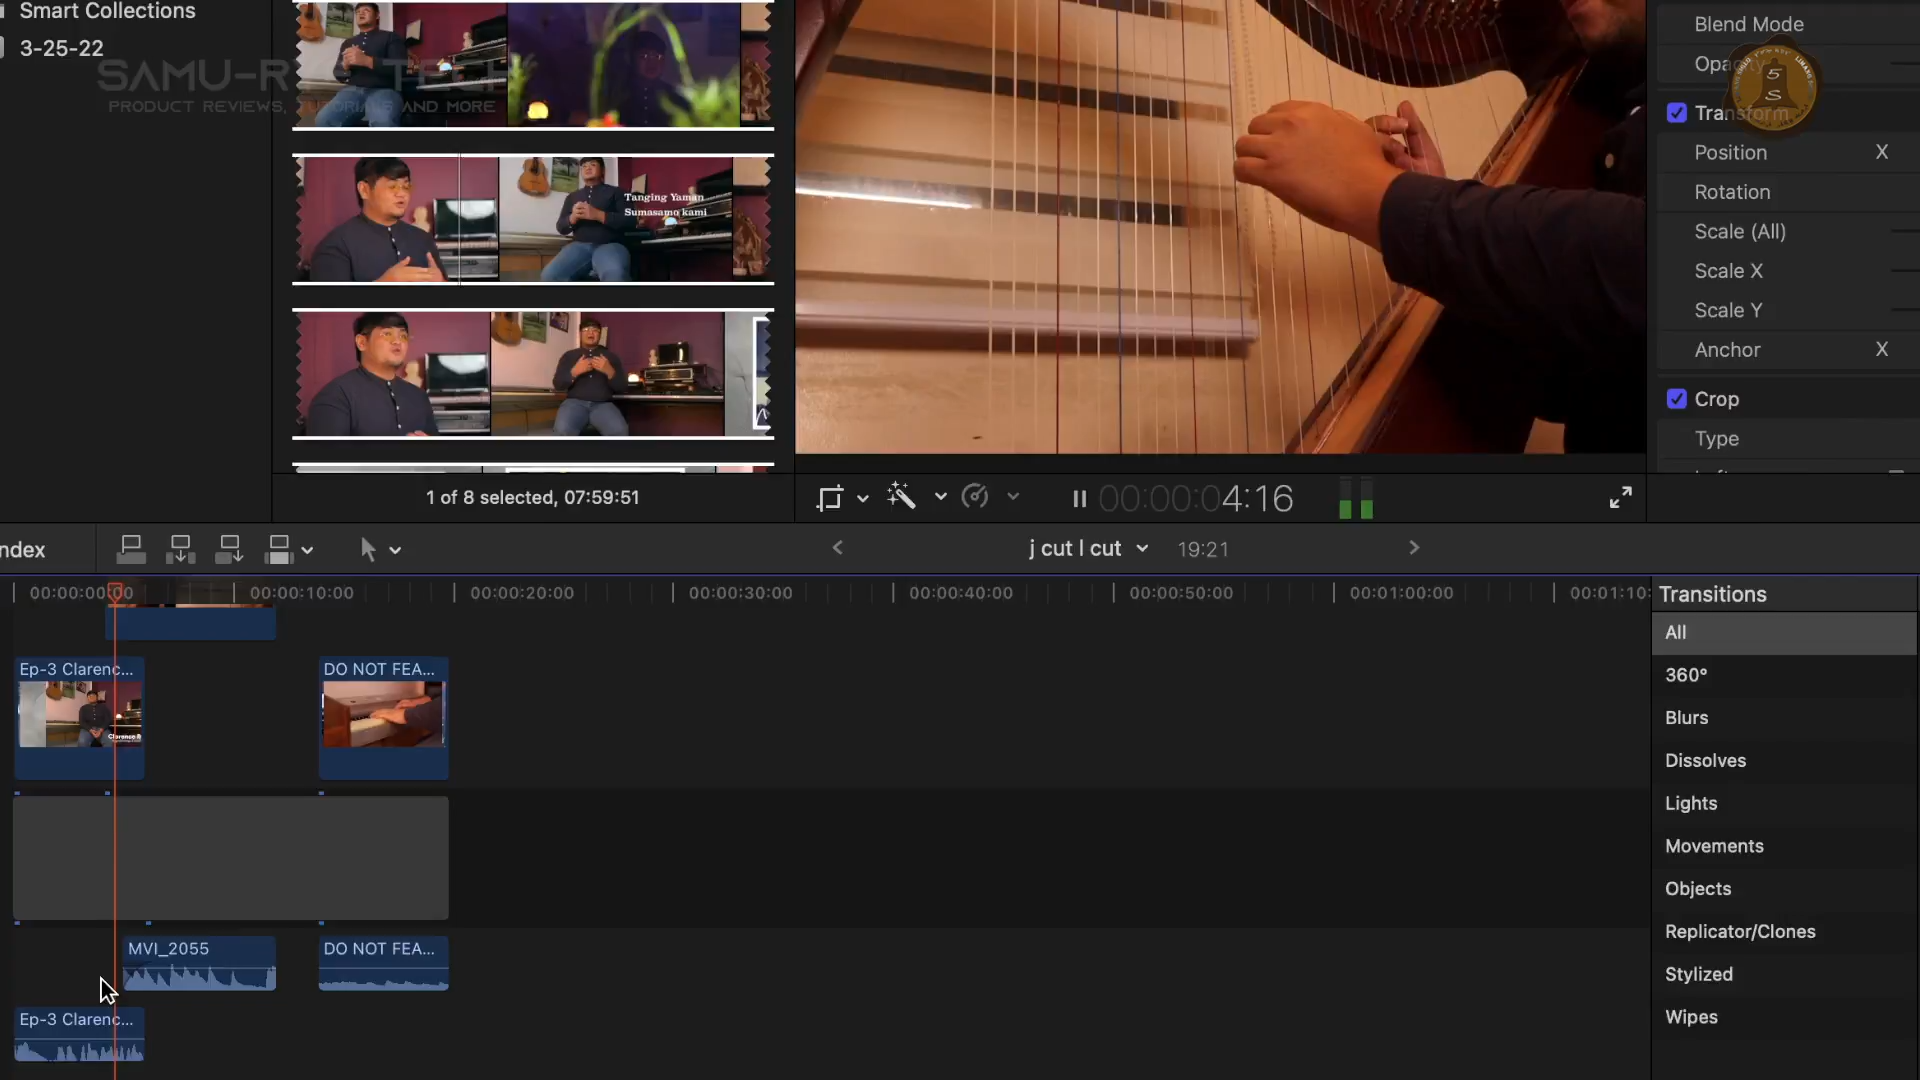 Smart Collections
3-25-22
SAMU-R
TECH
PRODUCT REVIEWS, TUTORIALS AND MORE
Tanging Yaman
Sumasamo kami
1 of 8 selected, 07:59:51
00:00:04:16
Blend Mode
Transform
Position X
Rotation
Scale (All)
Scale X
Scale Y
Anchor X
Crop
Type
ndex
j cut l cut
19:21
00:00:00:00
00:00:10:00
00:00:20:00
00:00:30:00
00:00:40:00
00:00:50:00
00:01:00:00
00:01:10:
Ep-3 Clarenc...
DO NOT FEA...
MVI_2055
DO NOT FEA...
Ep-3 Clarenc...
Transitions
All
360°
Blurs
Dissolves
Lights
Movements
Objects
Replicator/Clones
Stylized
Wipes